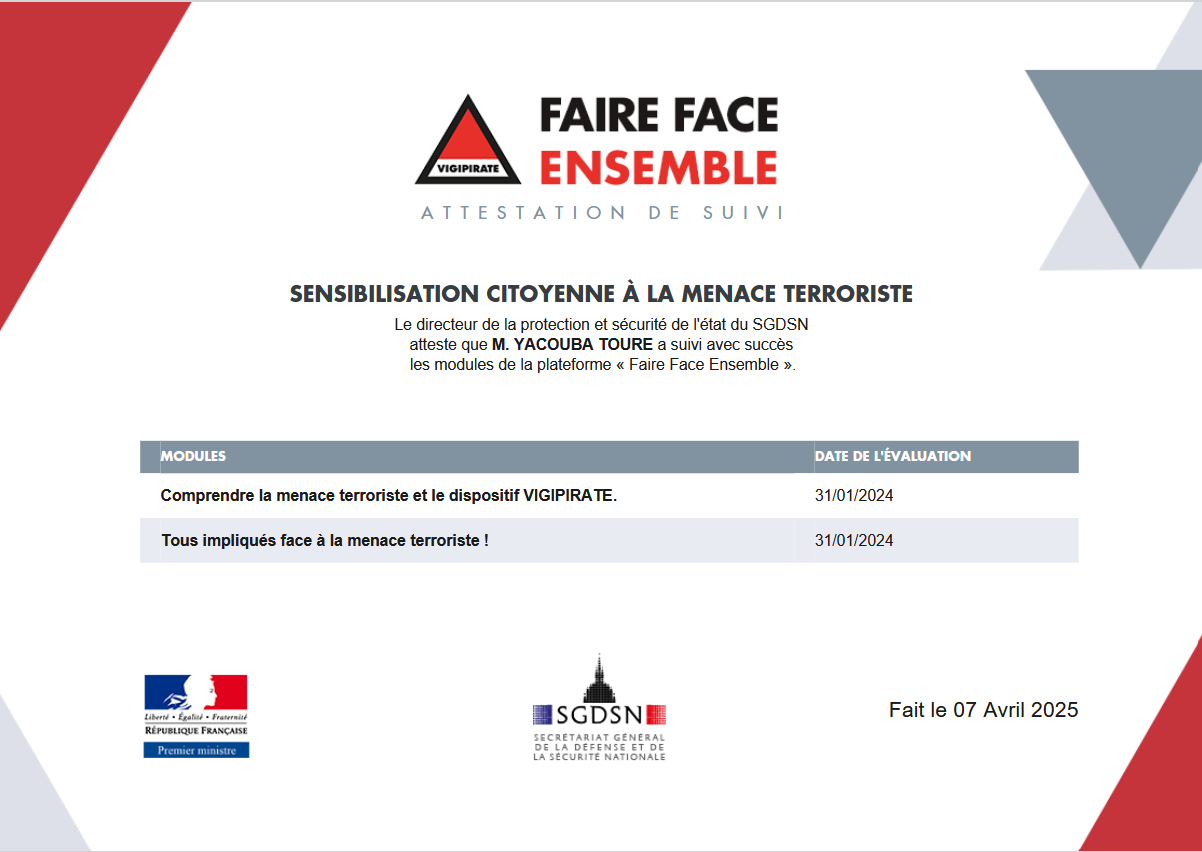 FAIRE FACE
ENSEMBLE
VIGIPIRATE
ATTESTATION DE SUIVI
SENSIBILISATION CITOYENNE À LA MENACE TERRORISTE
Le directeur de la protection et sécurité de l'état du SGDSN
atteste que M. YACOUBA TOURE a suivi avec succès
les modules de la plateforme « Faire Face Ensemble ».
MODULES DATE DE L'ÉVALUATION
Comprendre la menace terroriste et le dispositif VIGIPIRATE. 31/01/2024
Tous impliqués face à la menace terroriste ! 31/01/2024
Liberté • Égalité • Fraternité
RÉPUBLIQUE FRANÇAISE
Premier ministre
SGDSN
SECRÉTARIAT GÉNÉRAL
DE LA DÉFENSE ET DE
LA SÉCURITÉ NATIONALE
Fait le 07 Avril 2025